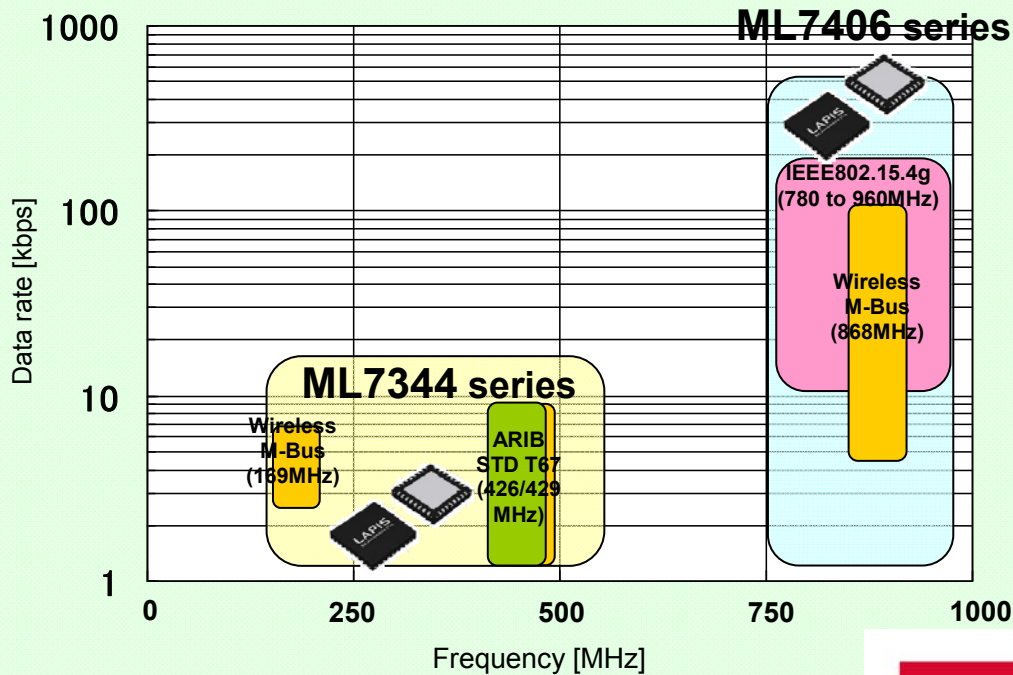 ML7406 series
1000
100
10
1
Data rate [kbps]
LAPIS
IEEE802.15.4g
(780 to 960MHz)
Wireless
M-Bus
(868MHz)
ML7344 series
Wireless
M-Bus
(169MHz)
ARIB
STD T67
(426/429
MHz)
LAPIS
0
250
500
750
1000
Frequency [MHz]